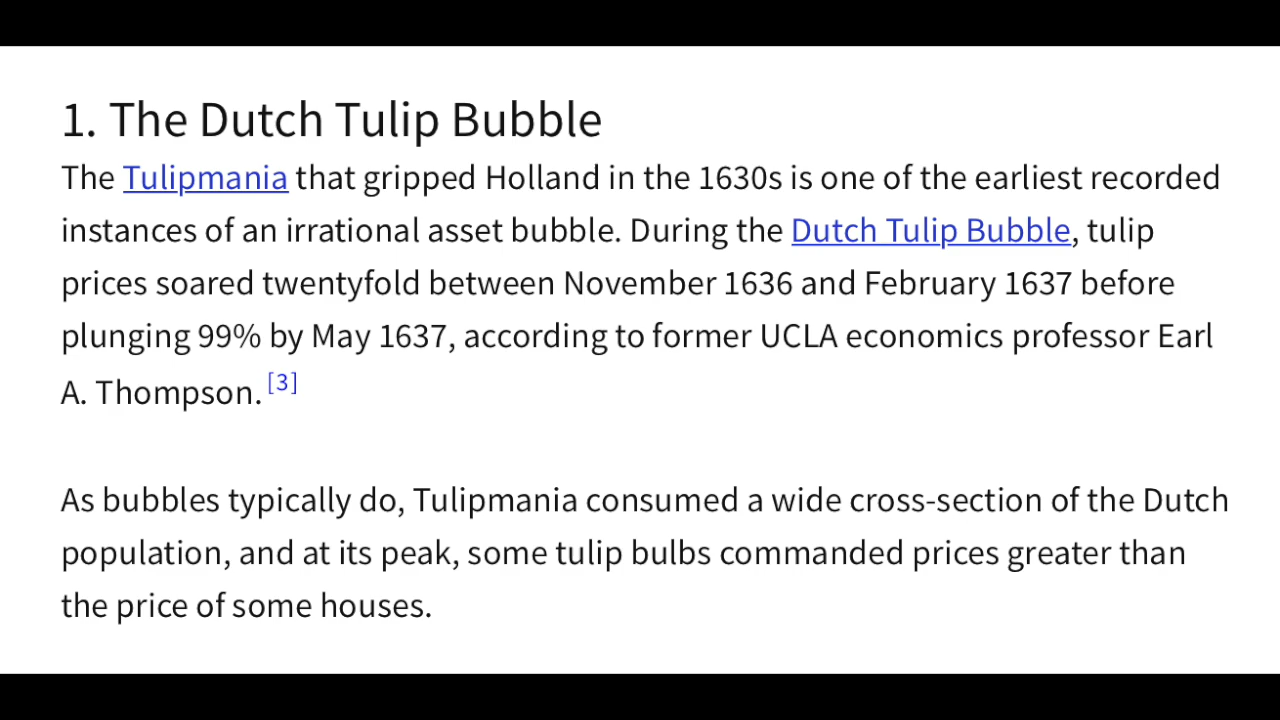 1. The Dutch Tulip Bubble
The Tulipmania that gripped Holland in the 1630s is one of the earliest recorded
instances of an irrational asset bubble. During the Dutch Tulip Bubble, tulip
prices soared twentyfold between November 1636 and February 1637 before
plunging 99% by May 1637, according to former UCLA economics professor Earl
A. Thompson. [3]
As bubbles typically do, Tulipmania consumed a wide cross-section of the Dutch
population, and at its peak, some tulip bulbs commanded prices greater than
the price of some houses.